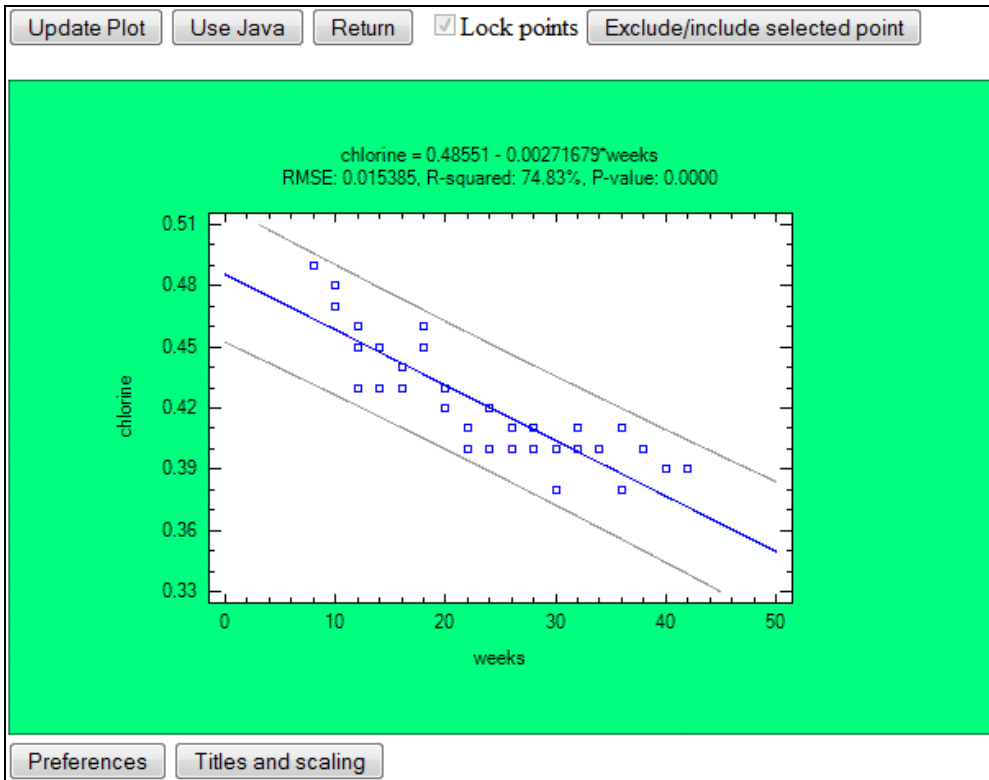 Update Plot Use Java Return Lock points Exclude/include selected point
chlorine = 0.48551 - 0.00271679*weeks
RMSE: 0.015385, R-squared: 74.83%, P-value: 0.0000
0.51
0.48
0.45
0.42
0.39
0.36
0.33
chlorine
0 10 20 30 40 50
weeks
Preferences Titles and scaling